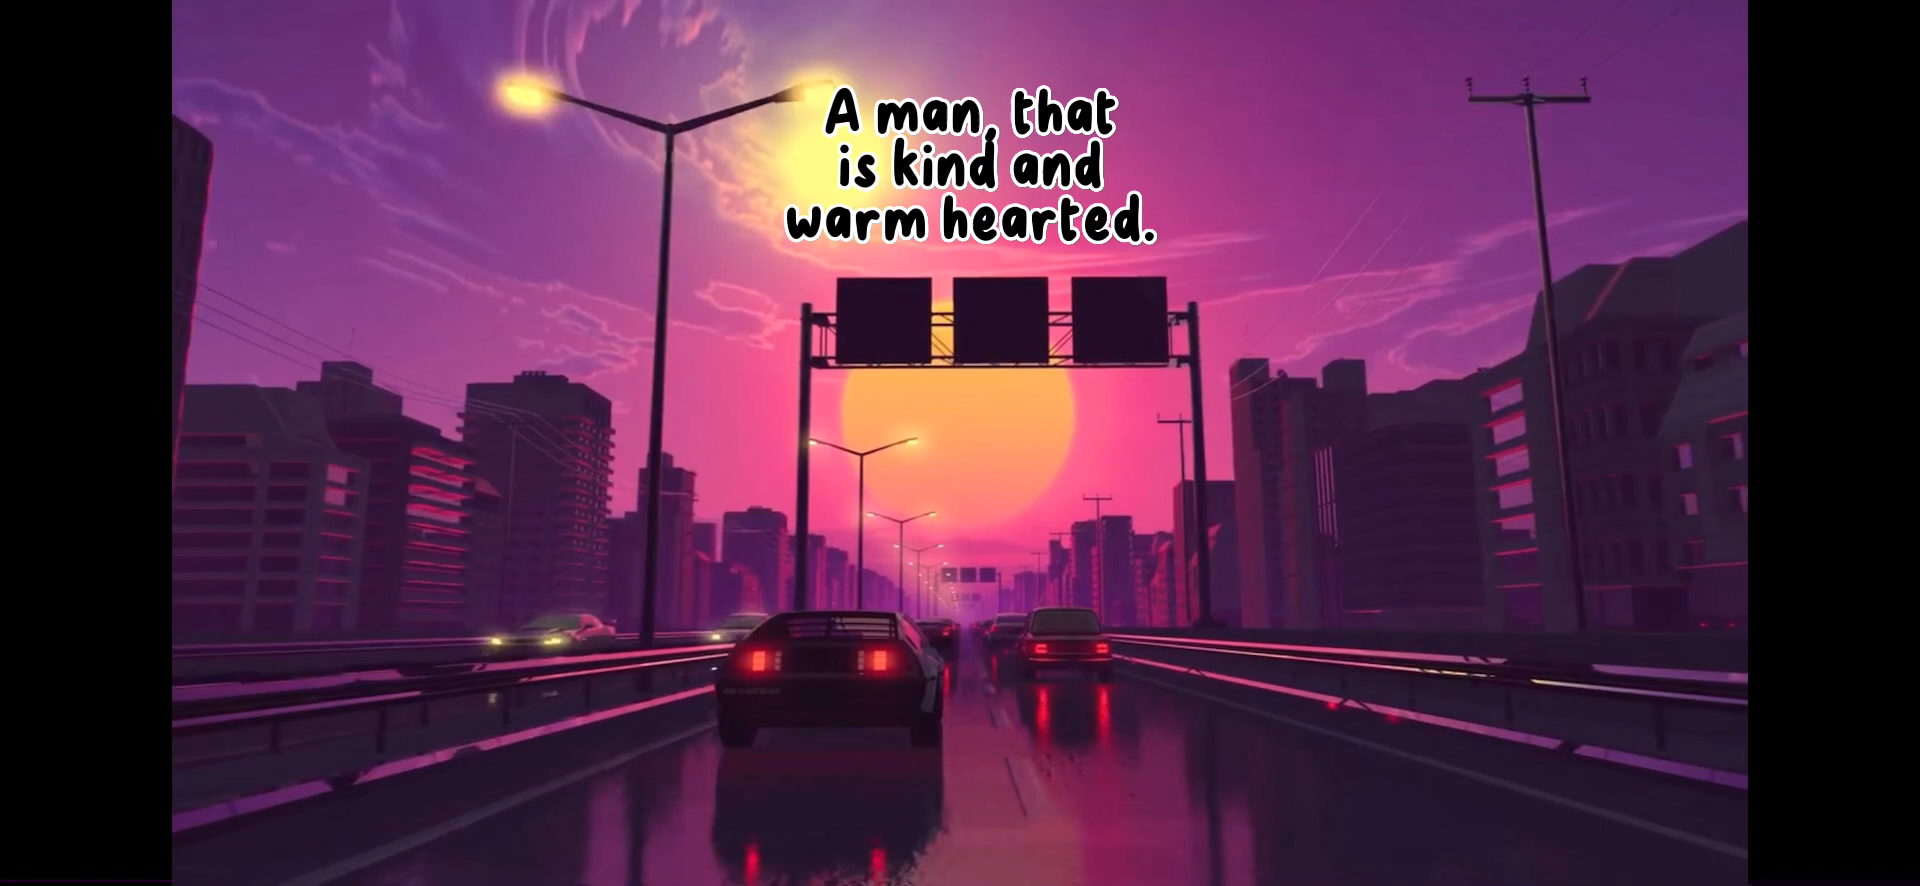 A man, that
is kind and
warm hearted.